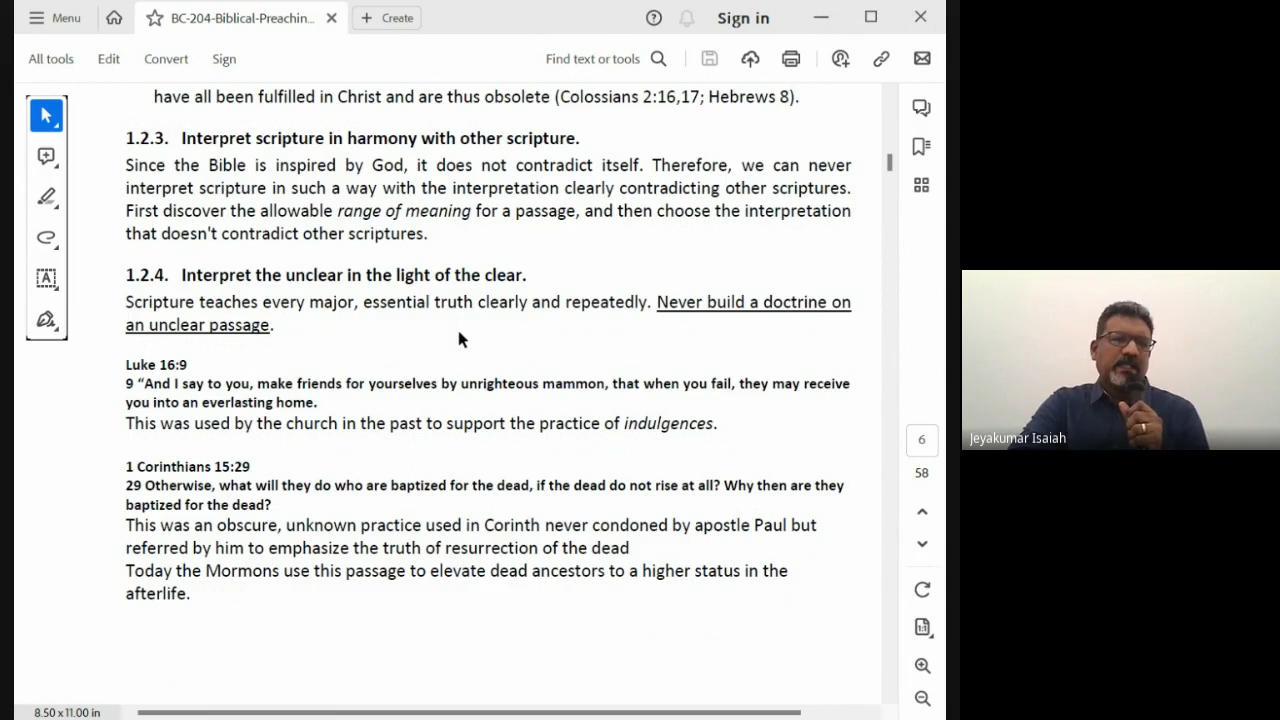 Menu
BC-204-Biblical-Preachin...
Create
Sign in
All tools
Edit
Convert
Sign
Find text or tools
have all been fulfilled in Christ and are thus obsolete (Colossians 2:16,17; Hebrews 8).
1.2.3. Interpret scripture in harmony with other scripture.
Since the Bible is inspired by God, it does not contradict itself. Therefore, we can never
interpret scripture in such a way with the interpretation clearly contradicting other scriptures.
First discover the allowable range of meaning for a passage, and then choose the interpretation
that doesn't contradict other scriptures.
1.2.4. Interpret the unclear in the light of the clear.
Scripture teaches every major, essential truth clearly and repeatedly. Never build a doctrine on
an unclear passage.
Luke 16:9
9 “And I say to you, make friends for yourselves by unrighteous mammon, that when you fail, they may receive
you into an everlasting home.
This was used by the church in the past to support the practice of indulgences.
1 Corinthians 15:29
29 Otherwise, what will they do who are baptized for the dead, if the dead do not rise at all? Why then are they
baptized for the dead?
This was an obscure, unknown practice used in Corinth never condoned by apostle Paul but
referred by him to emphasize the truth of resurrection of the dead
Today the Mormons use this passage to elevate dead ancestors to a higher status in the
afterlife.
6
58
1:1
8.50 x 11.00 in
Jeyakumar Isaiah